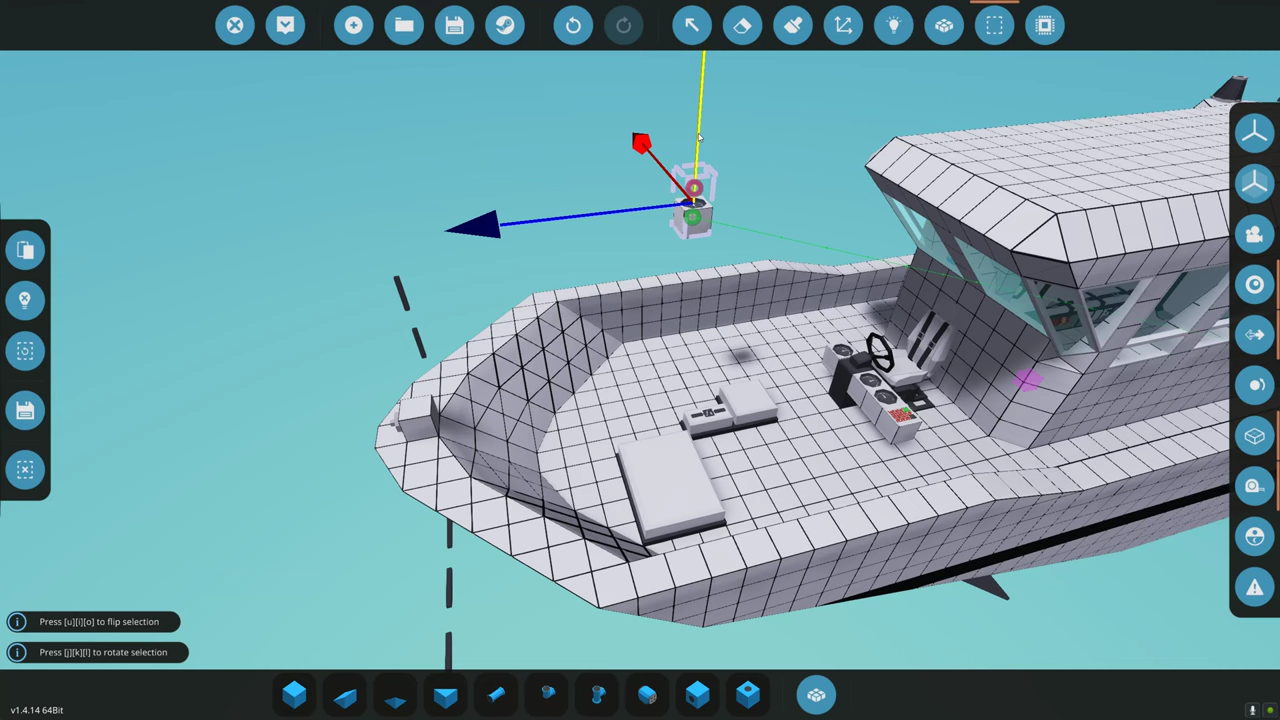 Press [u][i][o] to flip selection
Press [j][k][l] to rotate selection
v1.4.14 64Bit